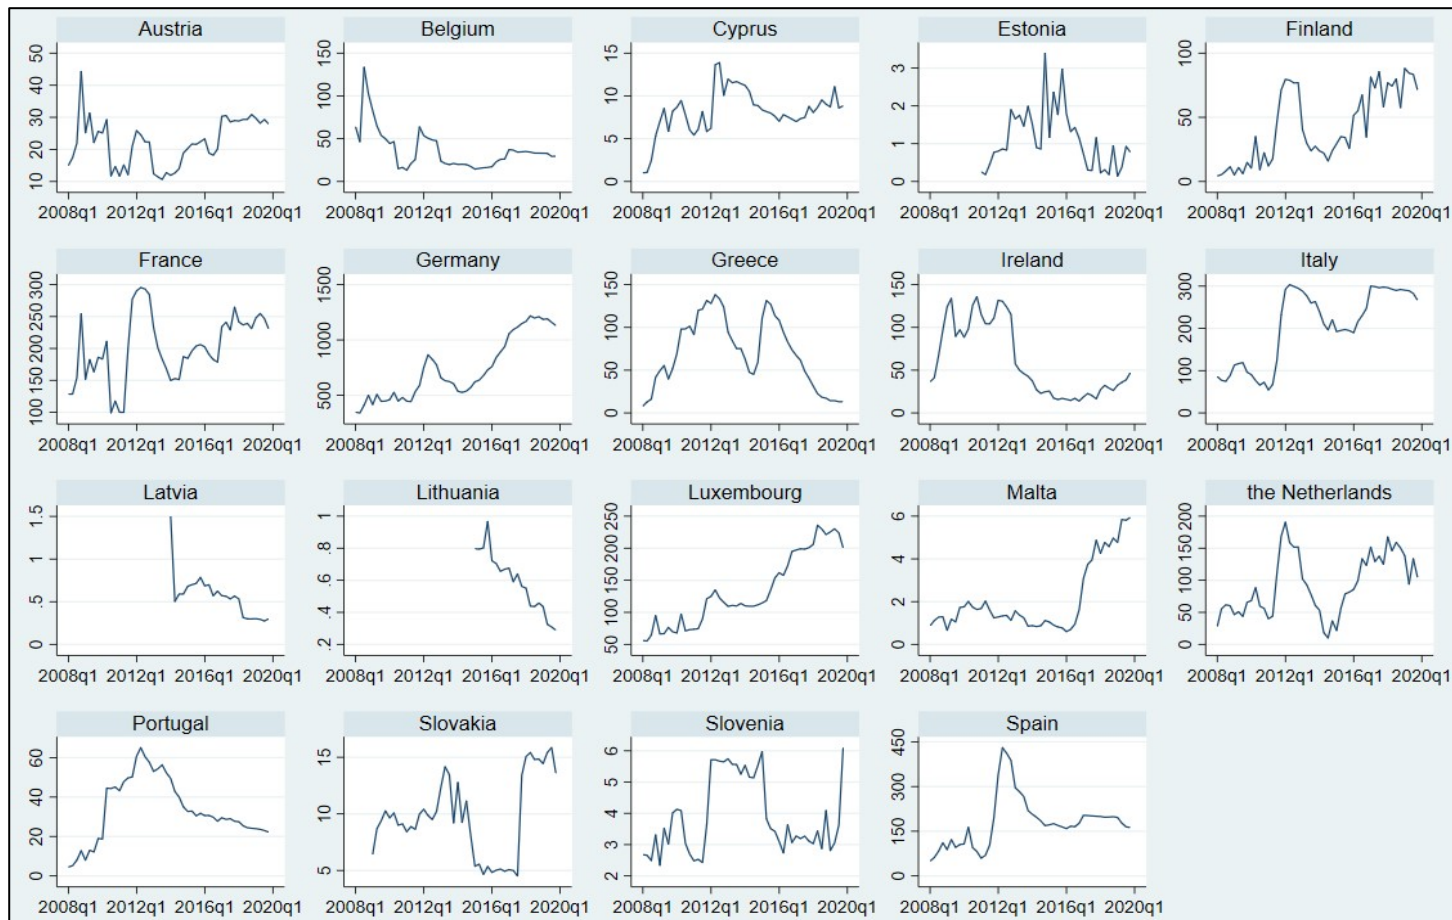 Austria
50
40
30
20
10
2008q1 2012q1 2016q1 2020q1
Belgium
150
100
50
0
2008q1 2012q1 2016q1 2020q1
Cyprus
15
10
5
0
2008q1 2012q1 2016q1 2020q1
Estonia
3
2
1
0
2008q1 2012q1 2016q1 2020q1
Finland
100
50
0
2008q1 2012q1 2016q1 2020q1
France
300
250
200
150
100
2008q1 2012q1 2016q1 2020q1
Germany
1500
1000
500
2008q1 2012q1 2016q1 2020q1
Greece
150
100
50
0
2008q1 2012q1 2016q1 2020q1
Ireland
150
100
50
0
2008q1 2012q1 2016q1 2020q1
Italy
300
200
100
0
2008q1 2012q1 2016q1 2020q1
Latvia
1.5
1
.5
0
2008q1 2012q1 2016q1 2020q1
Lithuania
1
.8
.6
.4
.2
2008q1 2012q1 2016q1 2020q1
Luxembourg
250
200
150
100
50
2008q1 2012q1 2016q1 2020q1
Malta
6
4
2
0
2008q1 2012q1 2016q1 2020q1
the Netherlands
200
150
100
50
0
2008q1 2012q1 2016q1 2020q1
Portugal
60
40
20
0
2008q1 2012q1 2016q1 2020q1
Slovakia
15
10
5
2008q1 2012q1 2016q1 2020q1
Slovenia
6
5
4
3
2
2008q1 2012q1 2016q1 2020q1
Spain
450
300
150
0
2008q1 2012q1 2016q1 2020q1